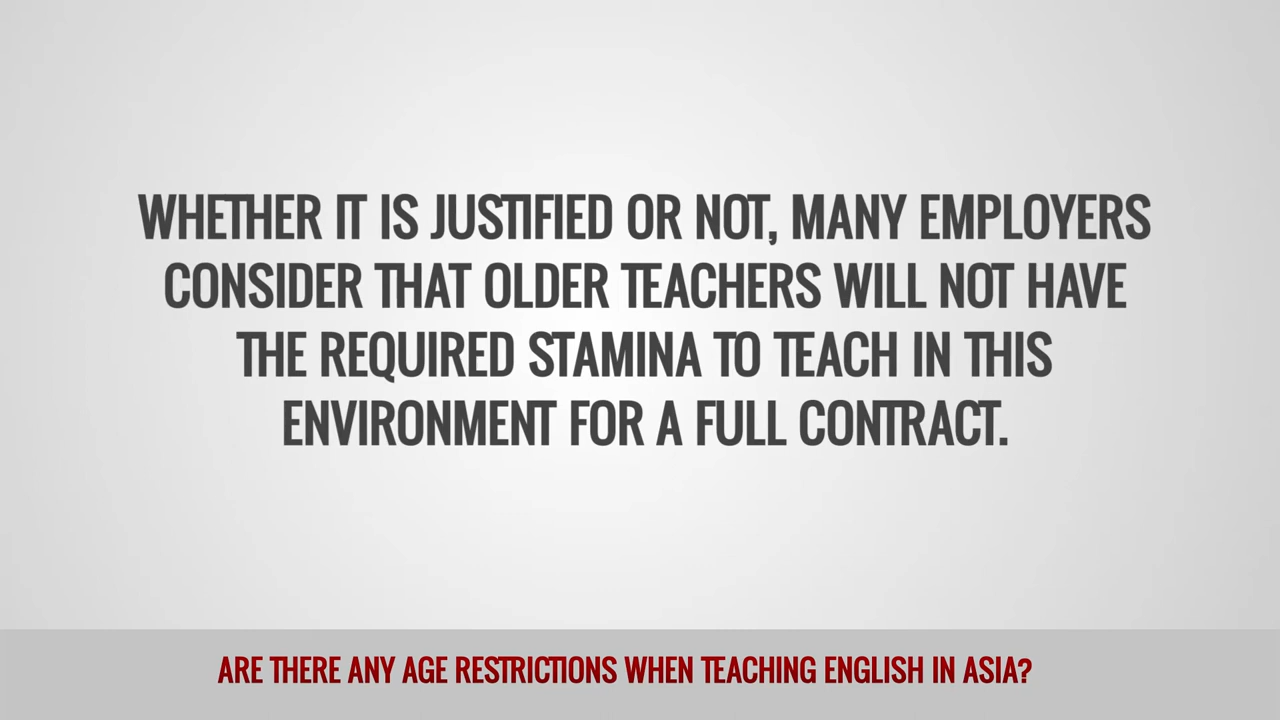 WHETHER IT IS JUSTIFIED OR NOT, MANY EMPLOYERS
CONSIDER THAT OLDER TEACHERS WILL NOT HAVE
THE REQUIRED STAMINA TO TEACH IN THIS
ENVIRONMENT FOR A FULL CONTRACT.
ARE THERE ANY AGE RESTRICTIONS WHEN TEACHING ENGLISH IN ASIA?